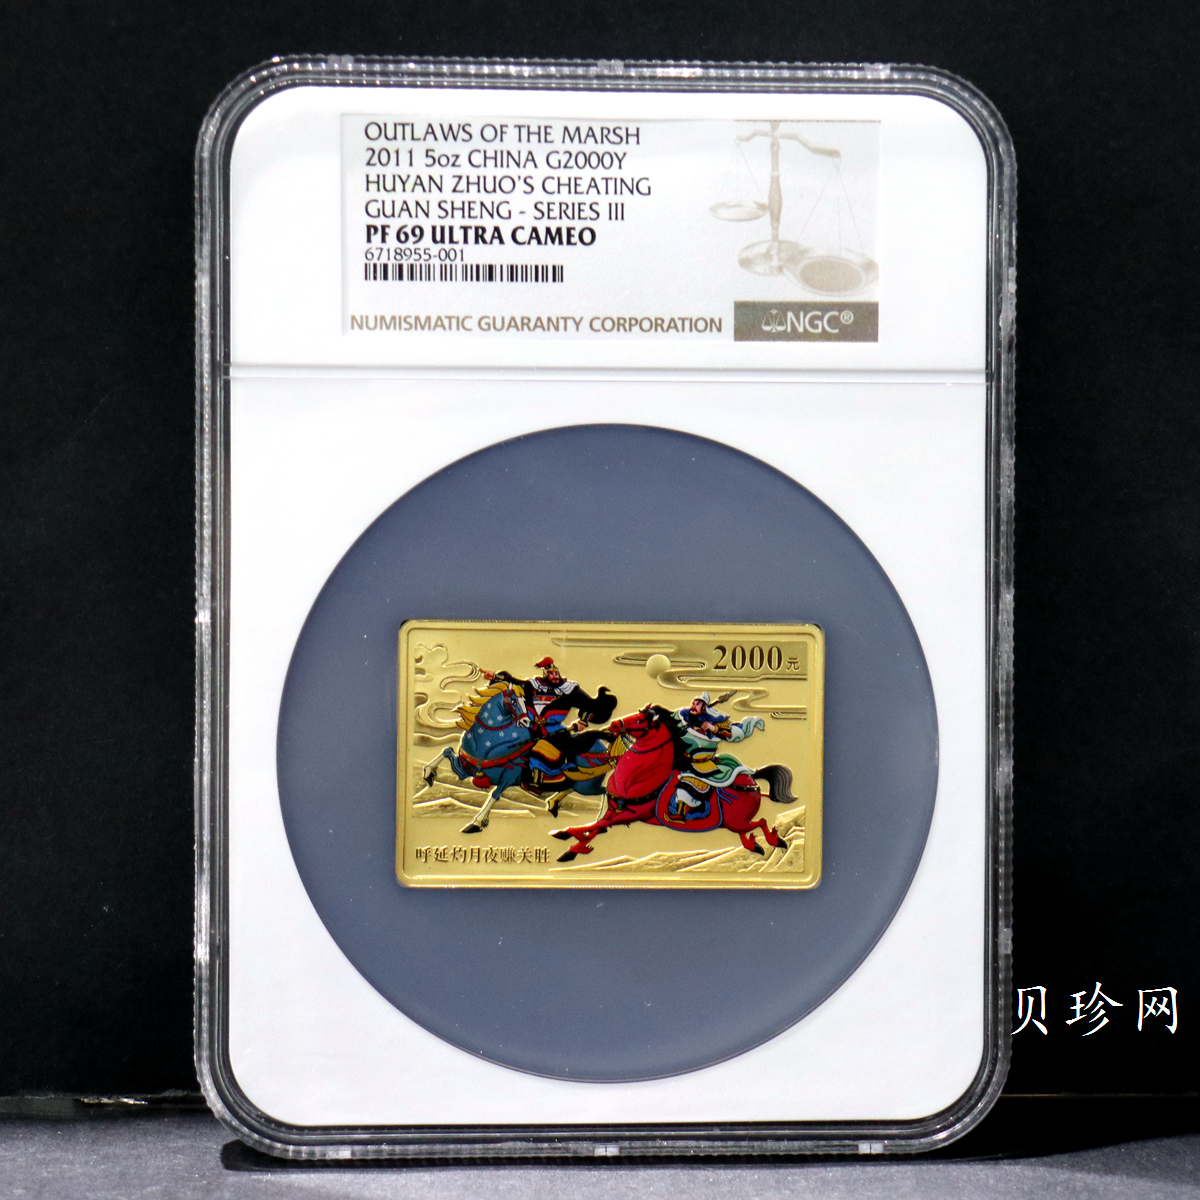 OUTLAWS OF THE MARSH
2011 5oz CHINA G2000Y
HUYAN ZHUO'S CHEATING
GUAN SHENG - SERIES III
PF 69 ULTRA CAMEO
6718955-001
NUMISMATIC GUARANTY CORPORATION
NGC®
2000元
呼延灼月夜赚关胜
贝珍网